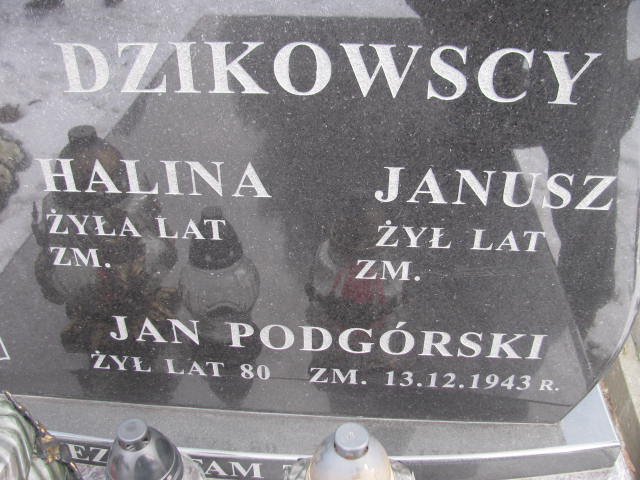 DZIKOWSCY
HALINA JANUSZ
ŻYŁA LAT ŻYŁ LAT
ZM. ZM.
JAN PODGÓRSKI
ŻYŁ LAT 80 ZM. 13.12.1943 R.